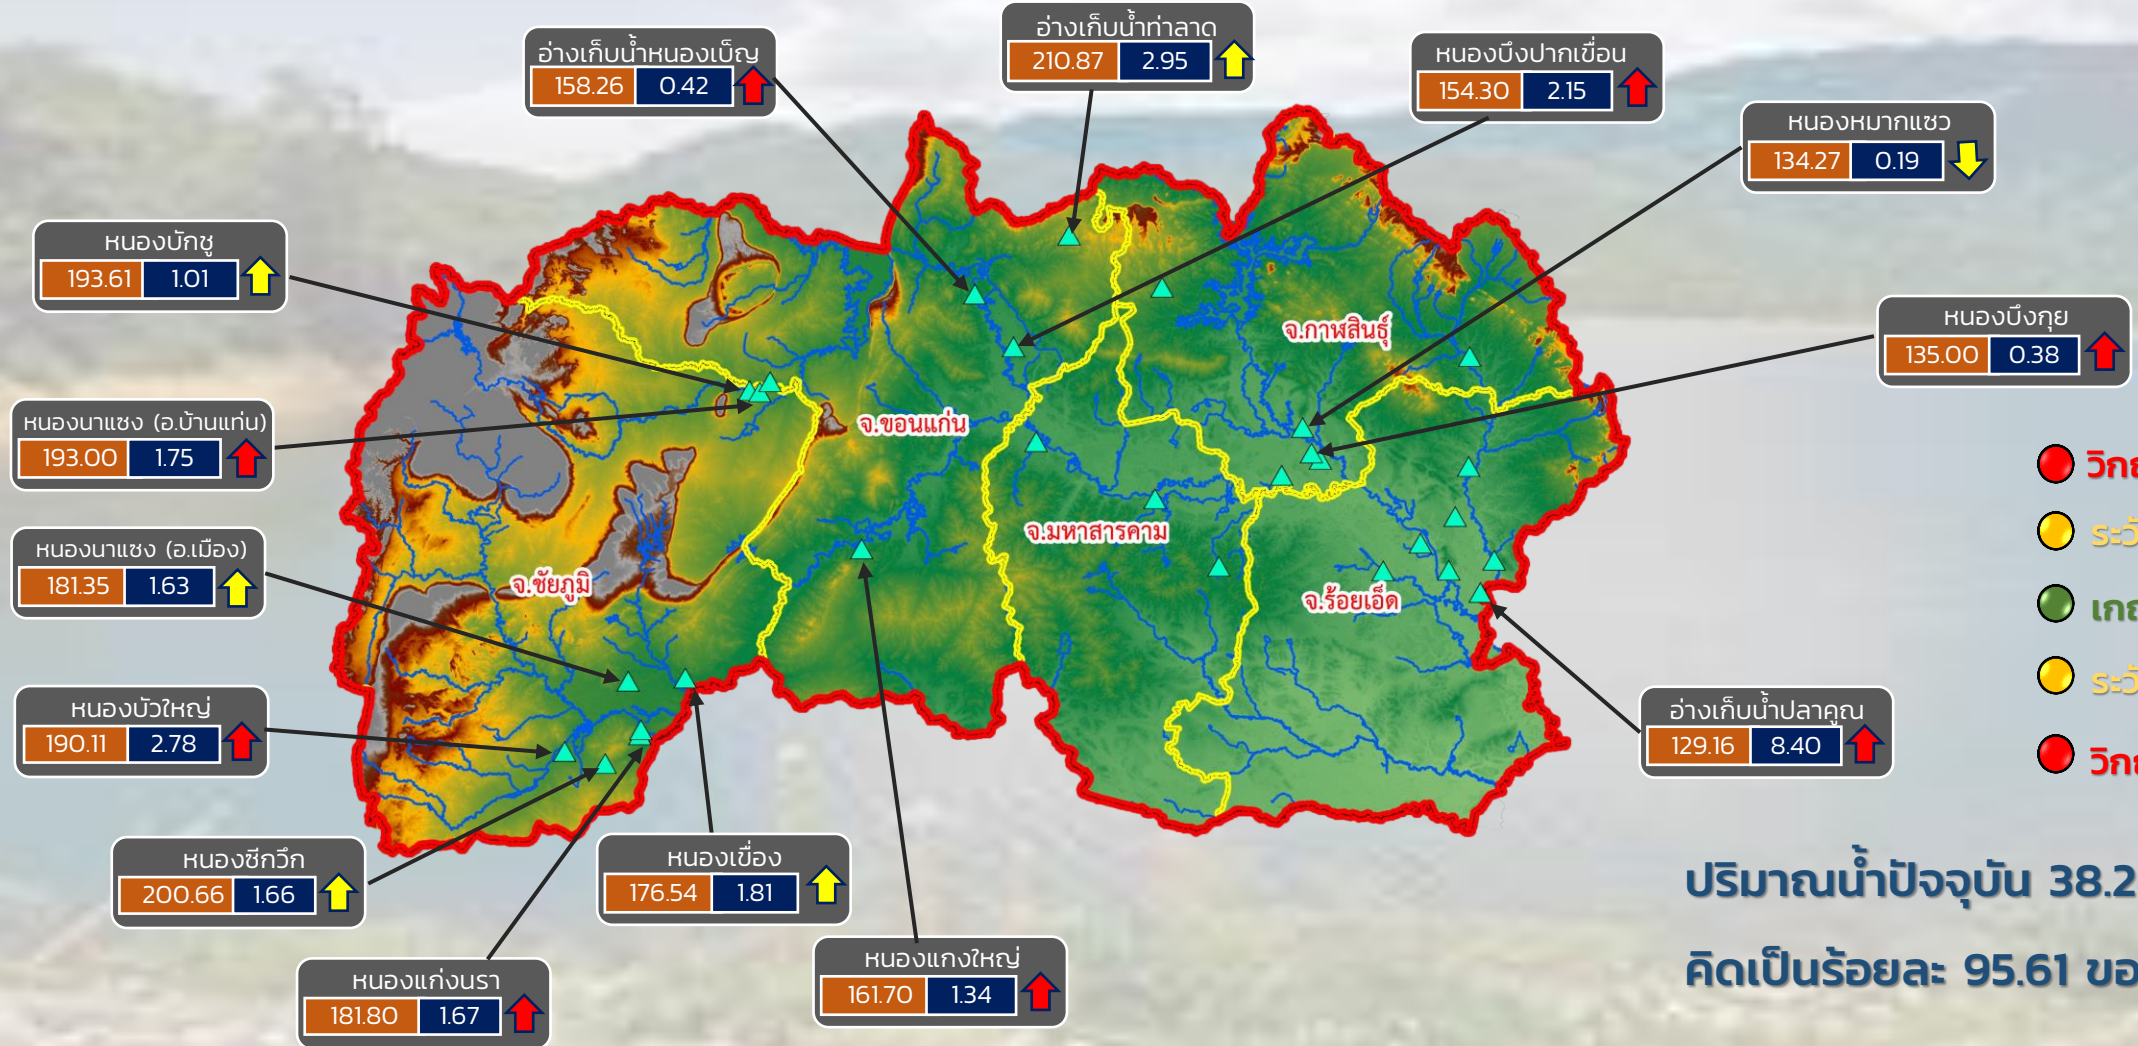 อ่างเก็บน้ำท่าลาด
210.87 2.95
อ่างเก็บน้ำหนองเบ็ญ
158.26 0.42
หนองบึงปากเขื่อน
154.30 2.15
หนองหมากแซว
134.27 0.19
หนองบักชู
193.61 1.01
หนองบึงกุย
135.00 0.38
จ.กาฬสินธุ์
หนองนาแซง (อ.บ้านแท่น)
193.00 1.75
จ.ขอนแก่น
หนองนาแซง (อ.เมือง)
181.35 1.63
จ.มหาสารคาม
จ.ชัยภูมิ
จ.ร้อยเอ็ด
หนองบัวใหญ่
190.11 2.78
อ่างเก็บน้ำปลาคูณ
129.16 8.40
หนองซีกวึก
200.66 1.66
หนองเขื่อง
176.54 1.81
หนองแกงใหญ่
161.70 1.34
หนองแก่งนรา
181.80 1.67
ปริมาณน้ำปัจจุบัน 38.2
คิดเป็นร้อยละ 95.61